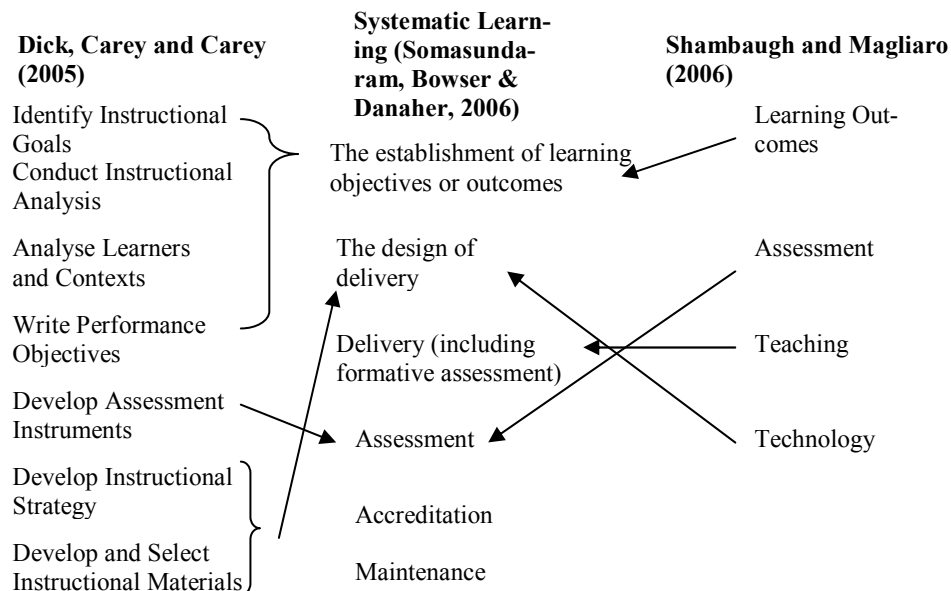 Dick, Carey and Carey
(2005)
Identify Instructional
Goals
Conduct Instructional
Analysis
Analyse Learners
and Contexts
Write Performance
Objectives
Develop Assessment
Instruments
Develop Instructional
Strategy
Develop and Select
Instructional Materials
Systematic Learn-
ing (Somasunda-
ram, Bowser &
Danaher, 2006)
The establishment of learning
objectives or outcomes
The design of
delivery
Delivery (including
formative assessment)
Assessment
Accreditation
Maintenance
Shambaugh and Magliaro
(2006)
Learning Out-
comes
Assessment
Teaching
Technology